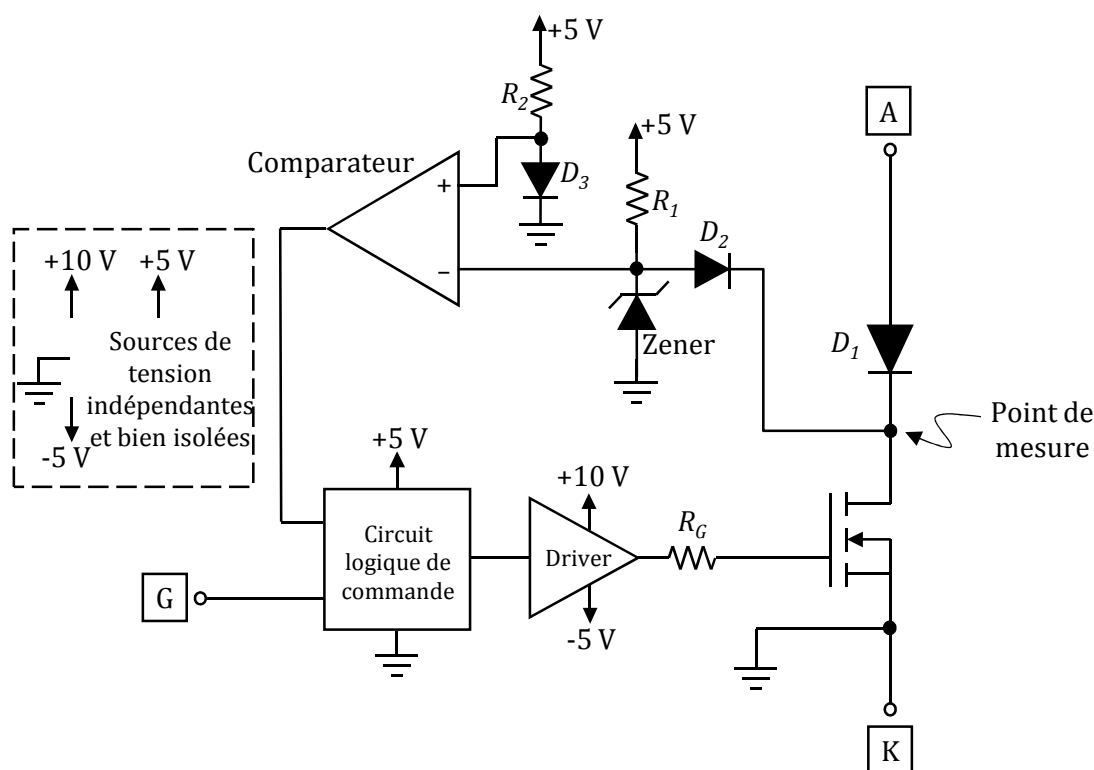 +5 V
R2
A
+5 V
Comparateur
+
D3
R1
D2
+10 V +5 V
−
Sources de
tension
indépendantes
et bien isolées
-5 V
Zener
D1
Point de
mesure
+5 V
+10 V
RG
Circuit
logique de
commande
Driver
G
-5 V
K